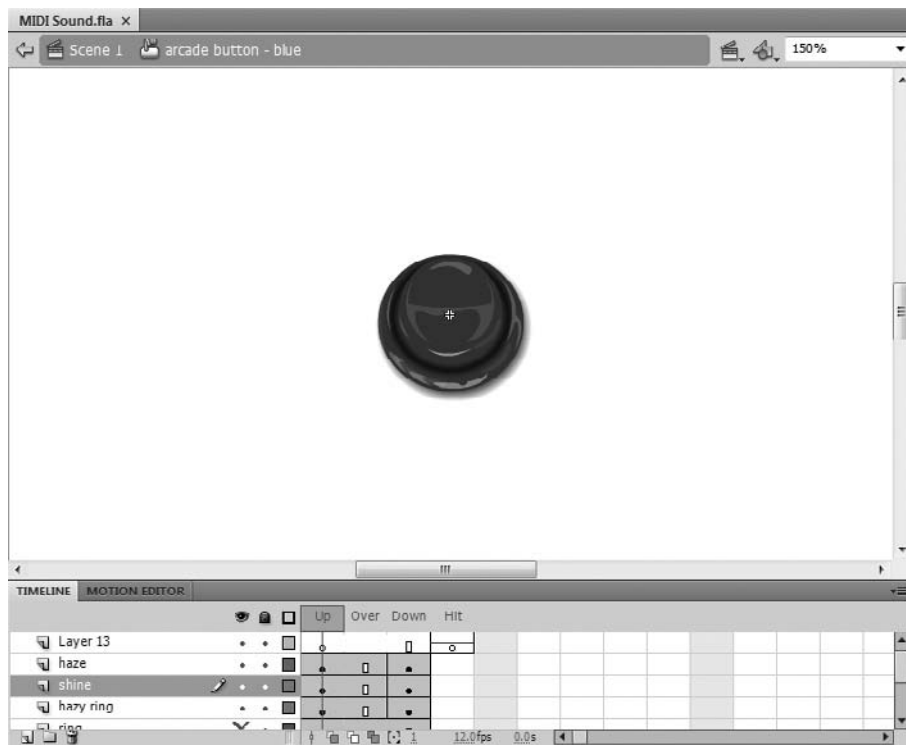 MIDI Sound.fla ×
Scene 1 arcade button - blue 150%
TIMELINE MOTION EDITOR
Up Over Down Hit
Layer 13
haze
shine
hazy ring
ring
1 12.0fps 0.0s